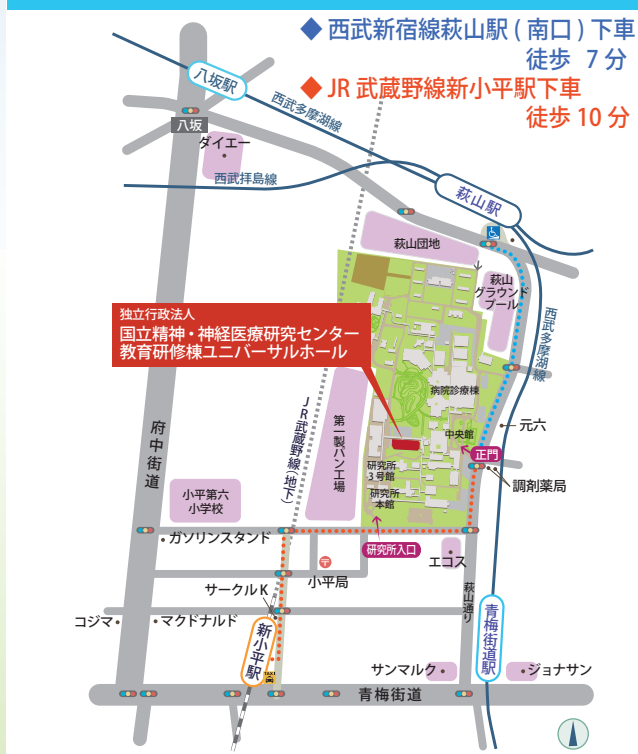 ◆ 西武新宿線萩山駅 ( 南口 ) 下車
徒歩 7 分
◆ JR 武蔵野線新小平駅下車
徒歩 10 分
八坂駅
西武多摩湖線
八坂
ダイエー
西武拝島線
萩山駅
萩山団地
萩山
グラウンド
プール
独立行政法人
国立精神・神経医療研究センター
教育研修棟ユニバーサルホール
西武多摩湖線
病院診療棟
府中街道
JR武蔵野線(地下)
第一製パン工場
中央館
元六
正門
研究所
3号館
調剤薬局
小平第六
小学校
研究所
本館
ガソリンスタンド
研究所入口
エコス
小平局
サークルK
萩山通り
コジマ
マクドナルド
新小平駅
青梅街道駅
サンマルク
ジョナサン
TAXI
青梅街道